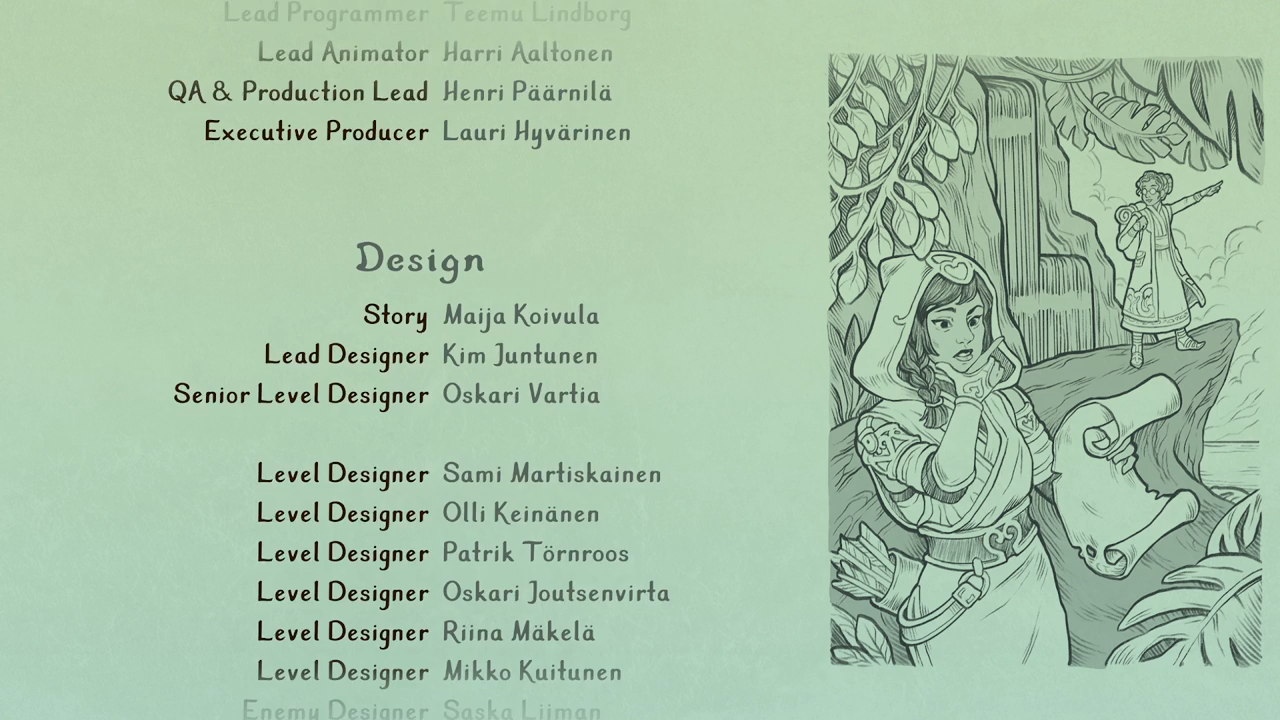 Lead Programmer Teemu Lindborg
Lead Animator Harri Aaltonen
QA & Production Lead Henri Päärnilä
Executive Producer Lauri Hyvärinen
Design
Story Maija Koivula
Lead Designer Kim Juntunen
Senior Level Designer Oskari Vartia
Level Designer Sami Martiskainen
Level Designer Olli Keinänen
Level Designer Patrik Törnroos
Level Designer Oskari Joutsenvirta
Level Designer Riina Mäkelä
Level Designer Mikko Kuitunen
Enemy Designer Saska Liiman